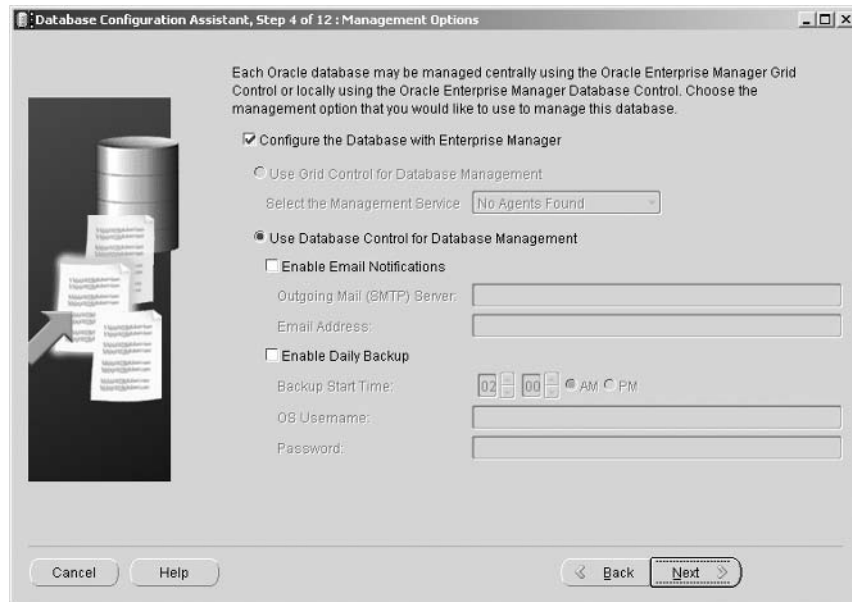 Database Configuration Assistant, Step 4 of 12 : Management Options
Each Oracle database may be managed centrally using the Oracle Enterprise Manager Grid
Control or locally using the Oracle Enterprise Manager Database Control. Choose the
management option that you would like to use to manage this database.
Configure the Database with Enterprise Manager
Use Grid Control for Database Management
Select the Management Service No Agents Found
Use Database Control for Database Management
Enable Email Notifications
Outgoing Mail (SMTP) Server:
Email Address:
Enable Daily Backup
Backup Start Time: 02 00 AM PM
OS Username:
Password:
Cancel Help Back Next